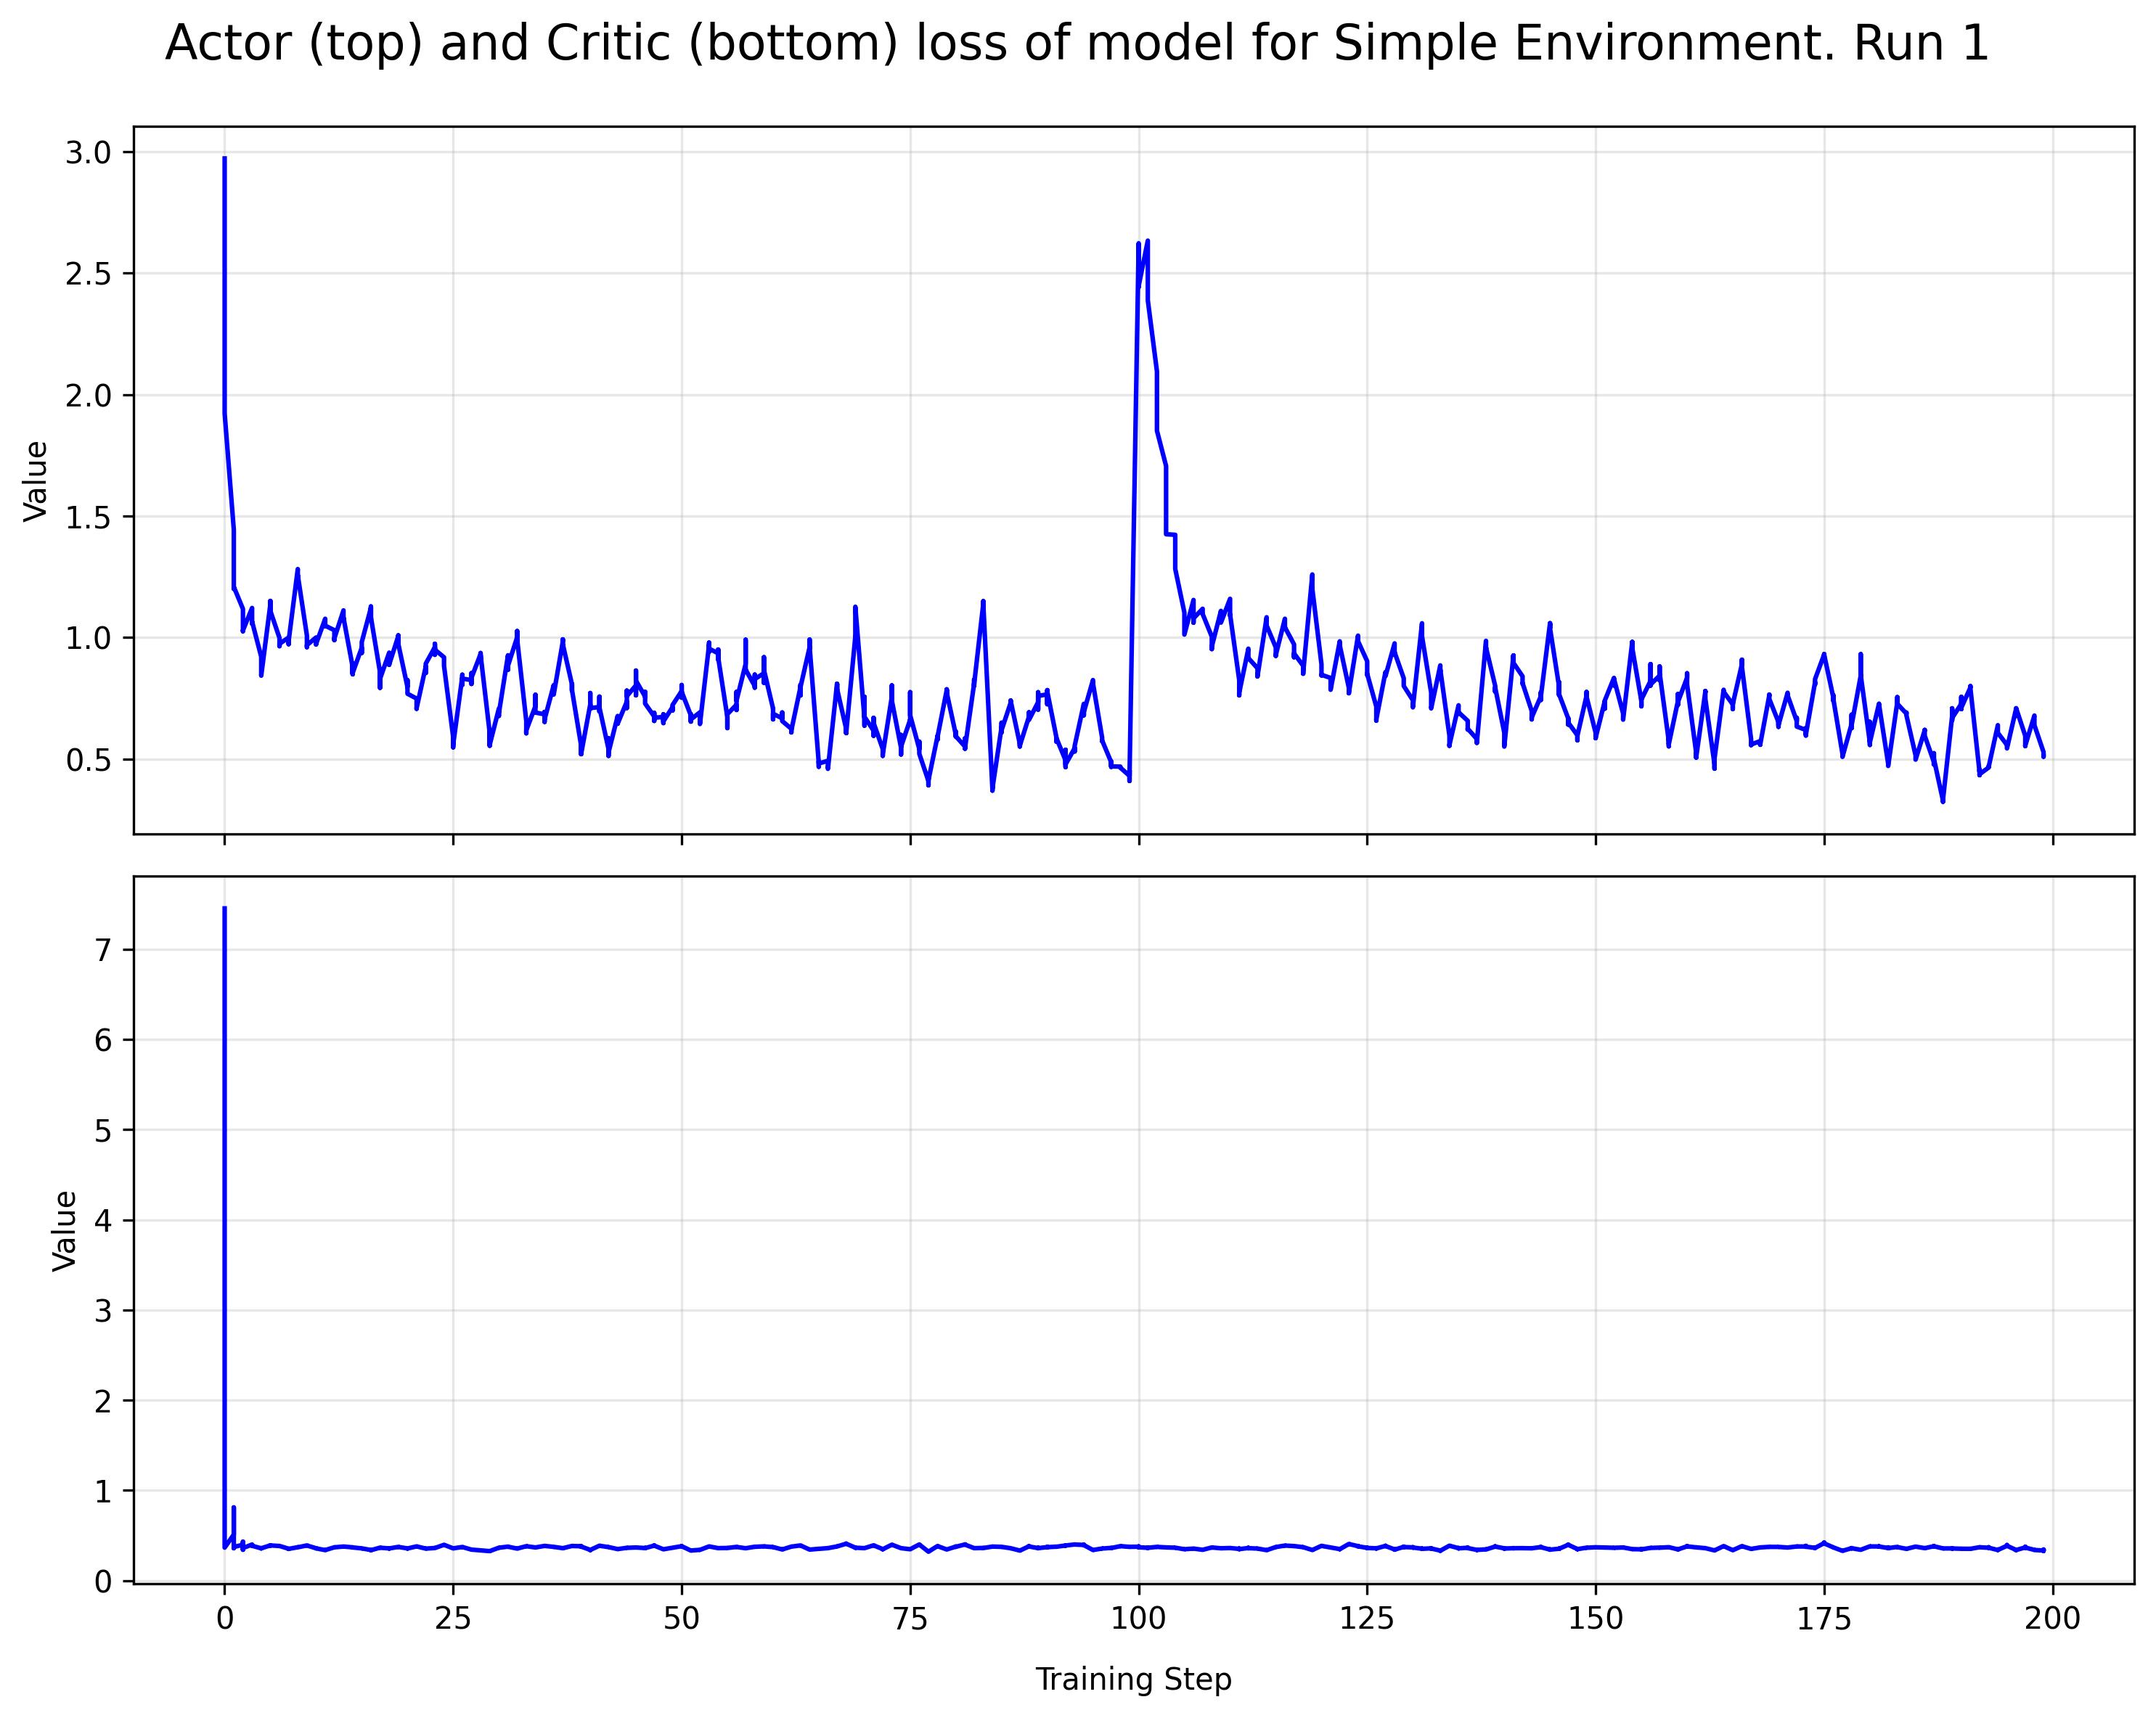 Actor (top) and Critic (bottom) loss of model for Simple Environment. Run 1
3.0
2.5
2.0
1.5
1.0
0.5
Value
7
6
5
4
3
2
1
0
Value
0 25 50 75 100 125 150 175 200
Training Step